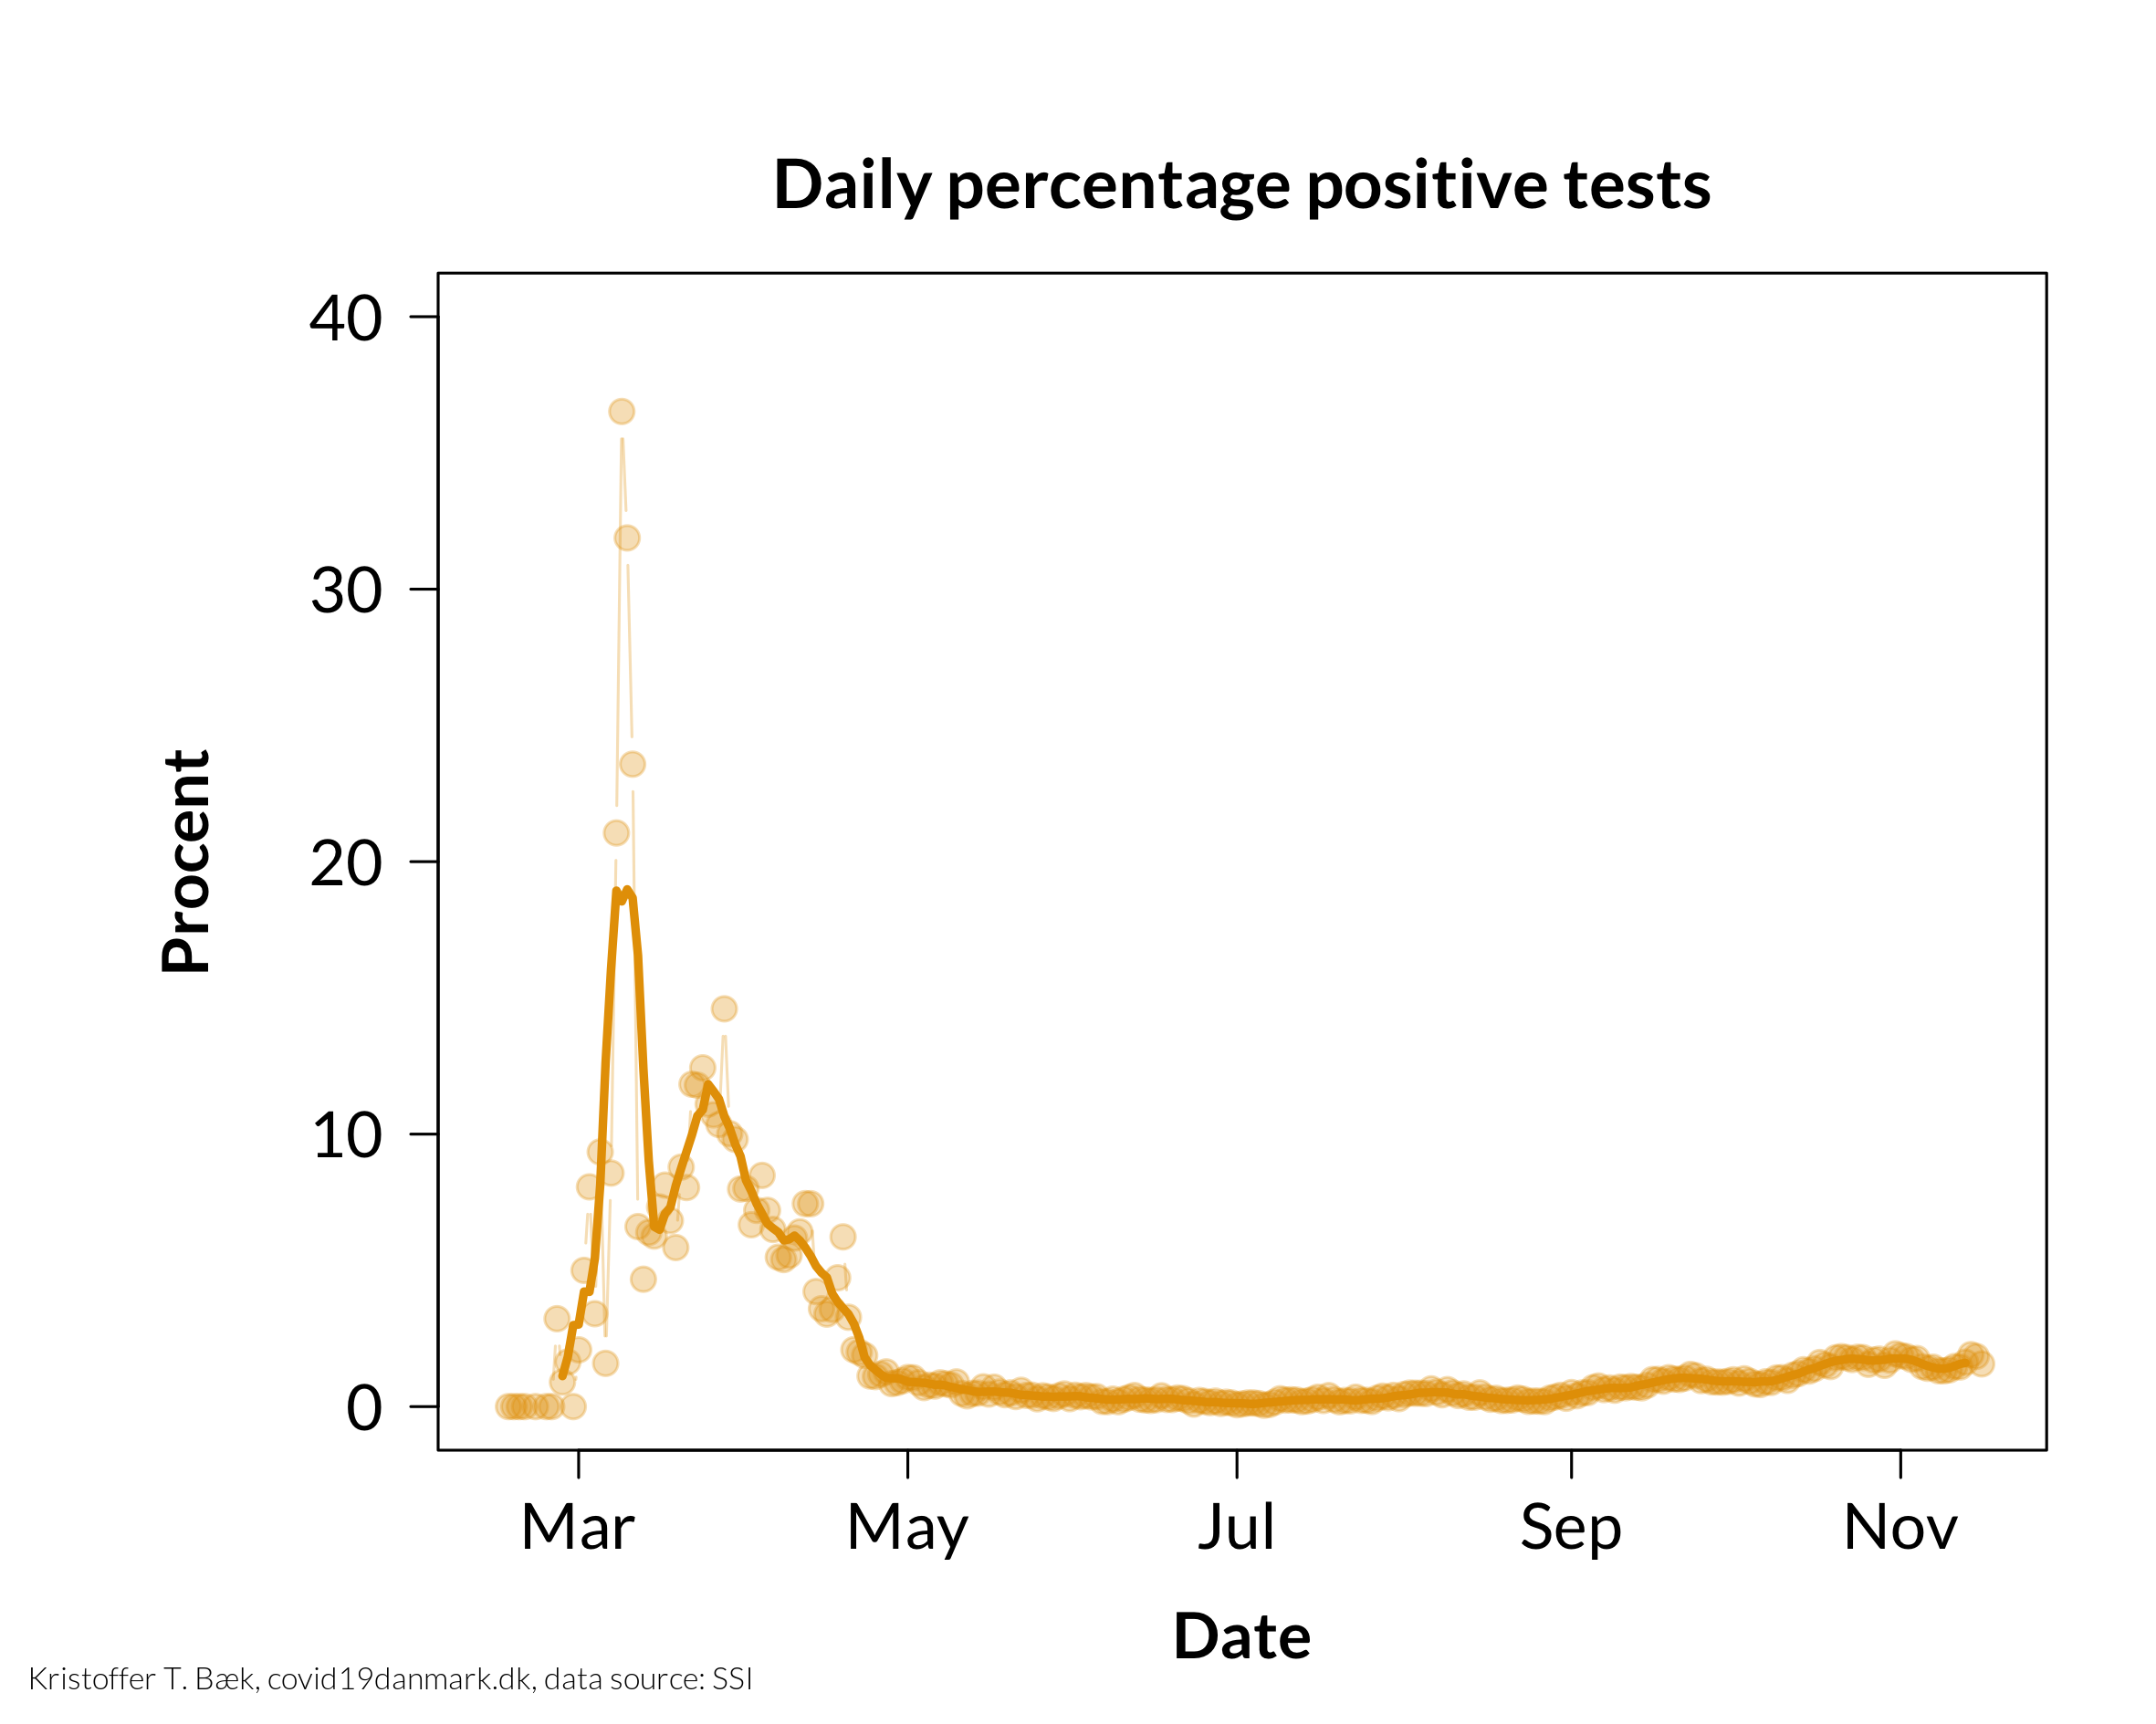 Daily percentage positive tests
40
30
20
10
0
Procent
Mar May Jul Sep Nov
Date
Kristoffer T. Bæk, covid19danmark.dk, data source: SSI